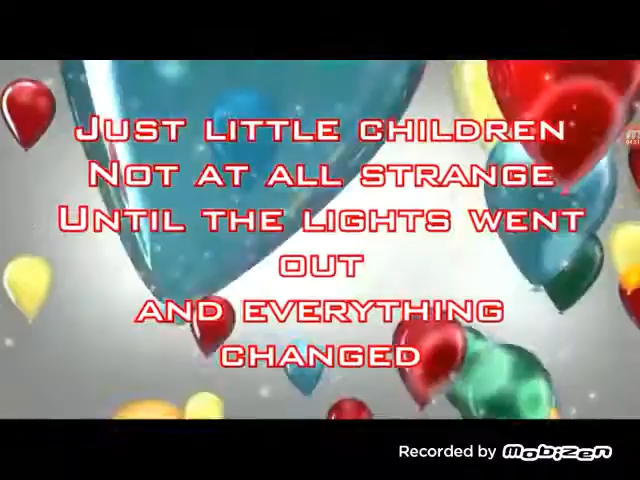 Just little children
Not at all strange
Until the lights went
out
and everything
changed
Recorded by mobizen